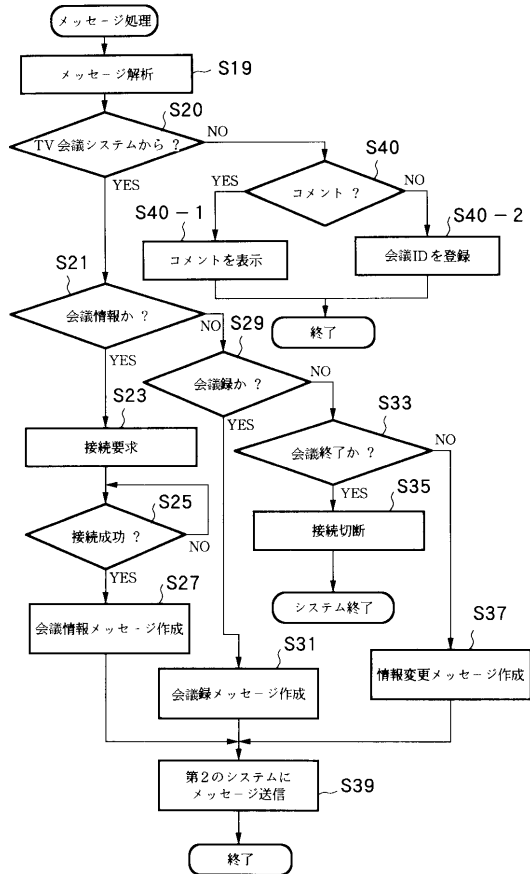 メッセージ処理
メッセージ解析
S19
S20
TV会議システムから？
NO
YES
S40
コメント？
YES
NO
S40-1
コメントを表示
S40-2
会議IDを登録
終了
S21
会議情報か？
NO
YES
S29
会議録か？
NO
YES
S23
接続要求
S33
会議終了か？
NO
YES
S25
接続成功？
NO
YES
S35
接続切断
システム終了
S27
会議情報メッセージ作成
S31
会議録メッセージ作成
S37
情報変更メッセージ作成
第2のシステムに
メッセージ送信
S39
終了